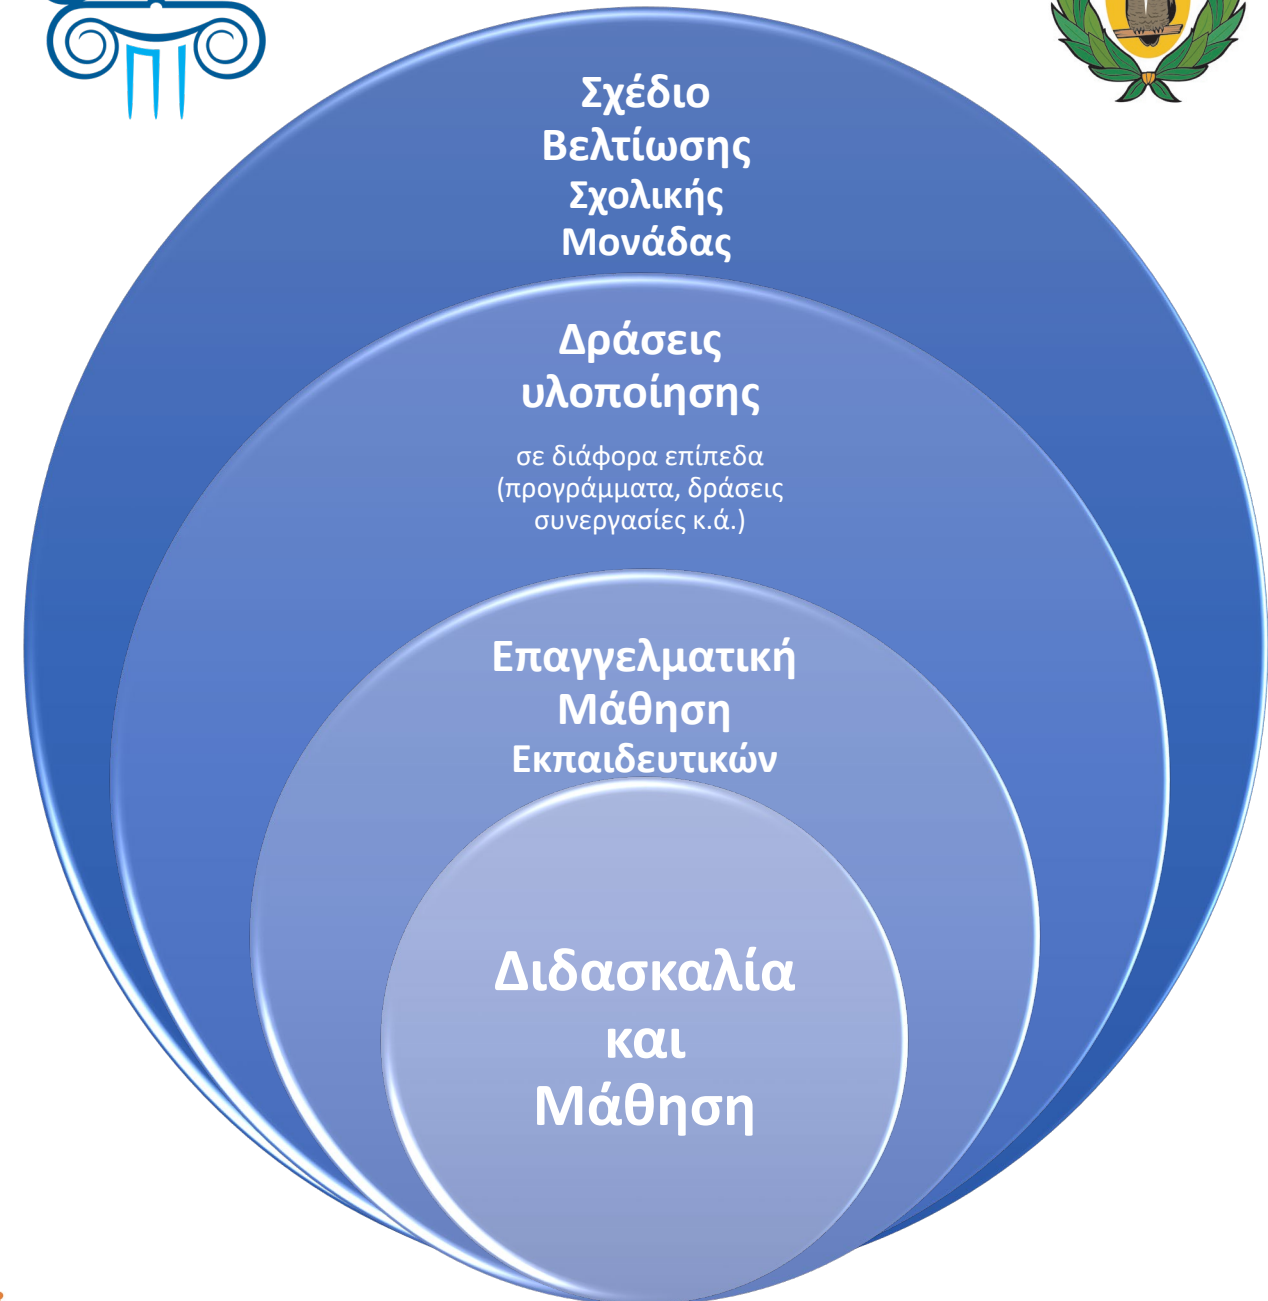 Σχέδιο
Βελτίωσης
Σχολικής
Μονάδας
Δράσεις
υλοποίησης
σε διάφορα επίπεδα
(προγράμματα, δράσεις
συνεργασίες κ.ά.)
Επαγγελματική
Μάθηση
Εκπαιδευτικών
Διδασκαλία
και
Μάθηση